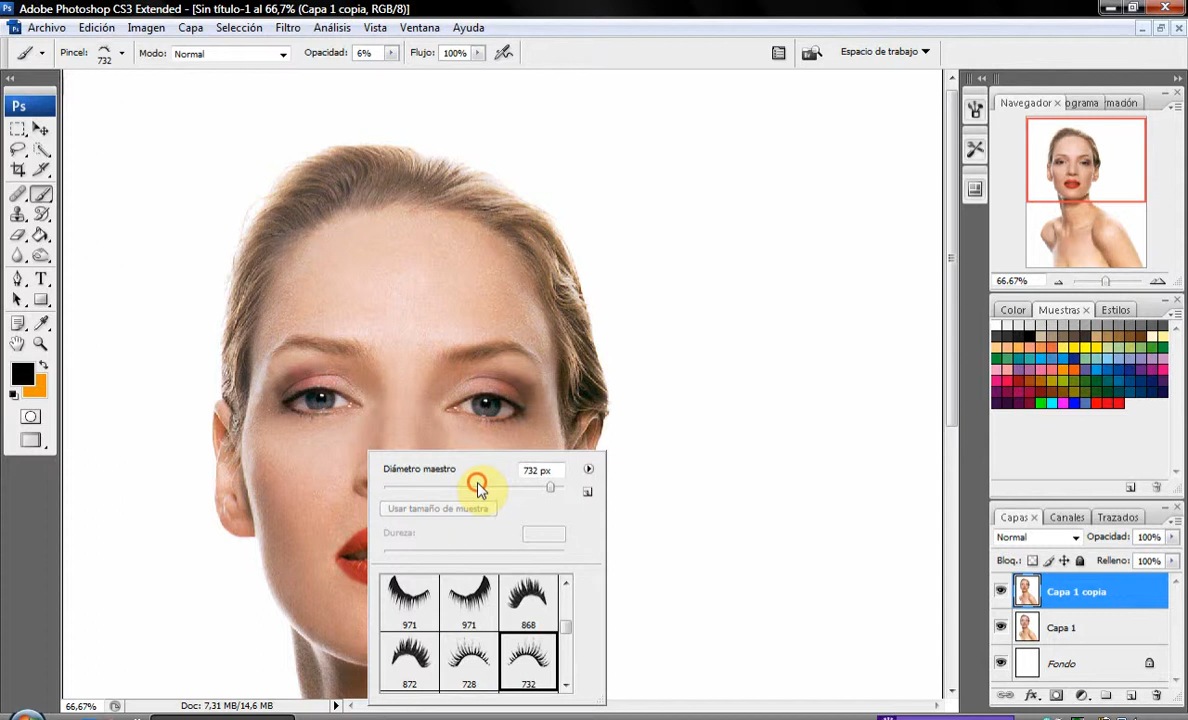 Ps Adobe Photoshop CS3 Extended - [Sin título-1 al 66,7% (Capa 1 copia, RGB/8)]
Archivo Edición Imagen Capa Selección Filtro Análisis Vista Ventana Ayuda
Pincel: 732 Modo: Normal Opacidad: 6% Flujo: 100% Espacio de trabajo
Ps
Navegador ograma mación
66.67%
Color Muestras Estilos
Diámetro maestro 732 px
Usar tamaño de muestra
Dureza:
971 971 868
872 728 732
Capas Canales Trazados
Normal Opacidad: 100%
Bloq.: Relleno: 100%
Capa 1 copia
Capa 1
Fondo
66.67% Doc: 7,31 MB/14,6 MB